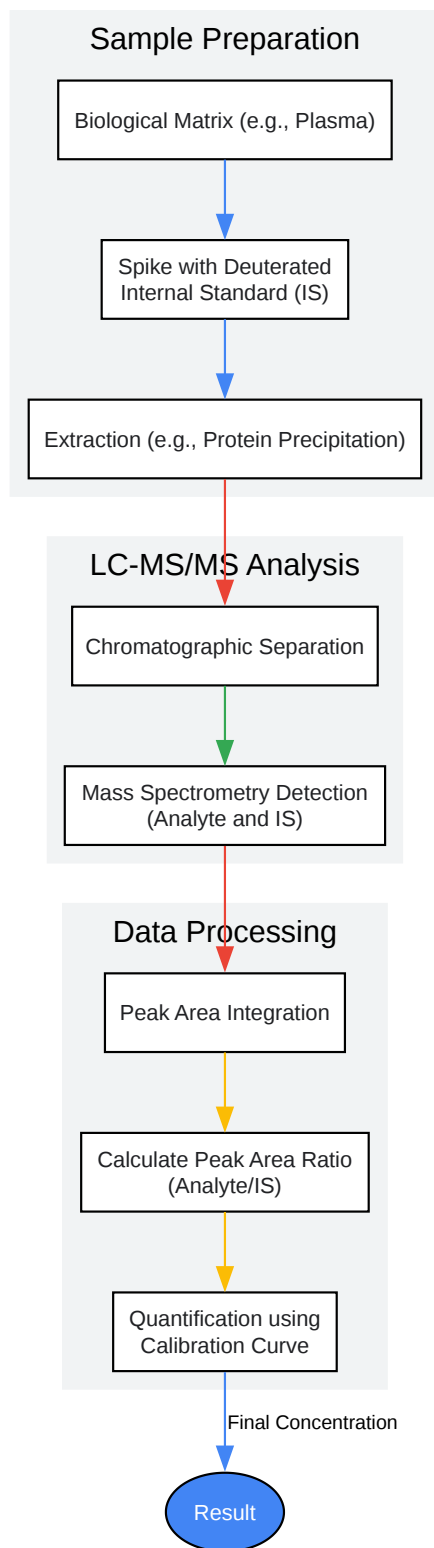 Sample Preparation
Biological Matrix (e.g., Plasma)
Spike with Deuterated
Internal Standard (IS)
Extraction (e.g., Protein Precipitation)
LC-MS/MS Analysis
Chromatographic Separation
Mass Spectrometry Detection
(Analyte and IS)
Data Processing
Peak Area Integration
Calculate Peak Area Ratio
(Analyte/IS)
Quantification using
Calibration Curve
Final Concentration
Result